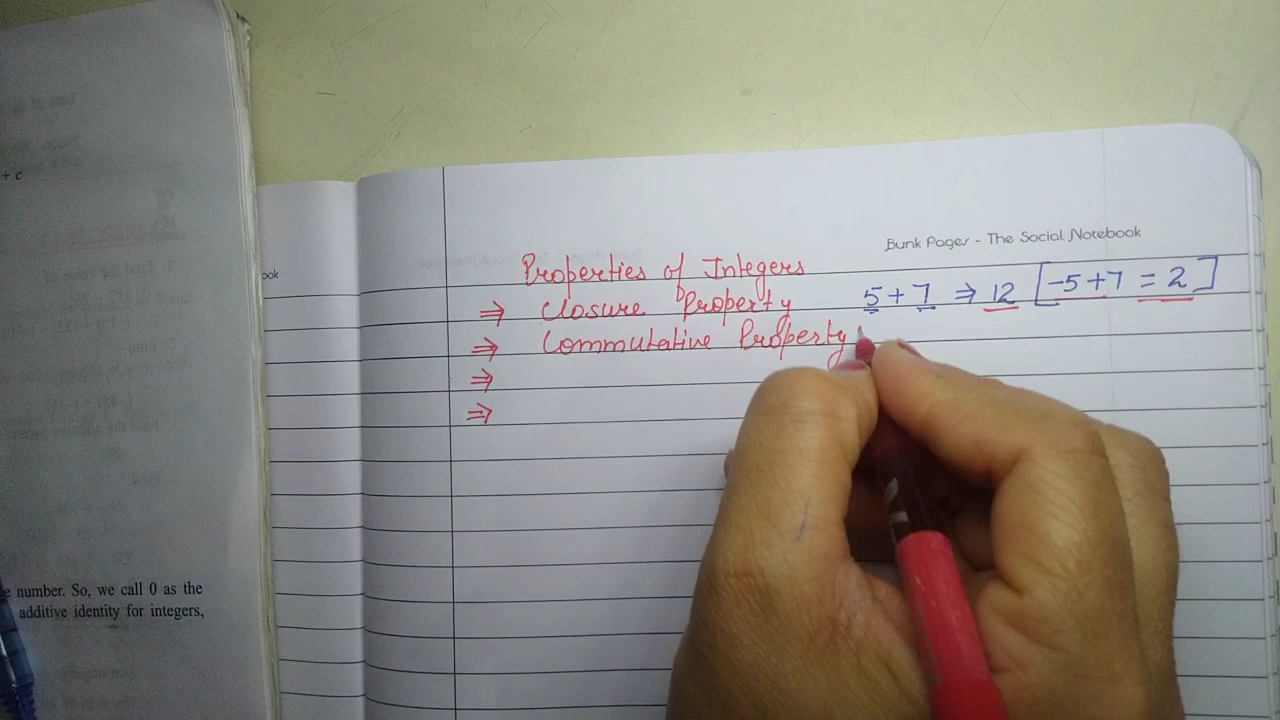 + c
number. So, we call 0 as the
additive identity for integers,
ook
Bunk Pages - The Social Notebook
Properties of Integers
⇒ Closure Property 5 + 7 ⇒ 12 [-5 + 7 = 2]
⇒ Commutative Property
⇒
⇒